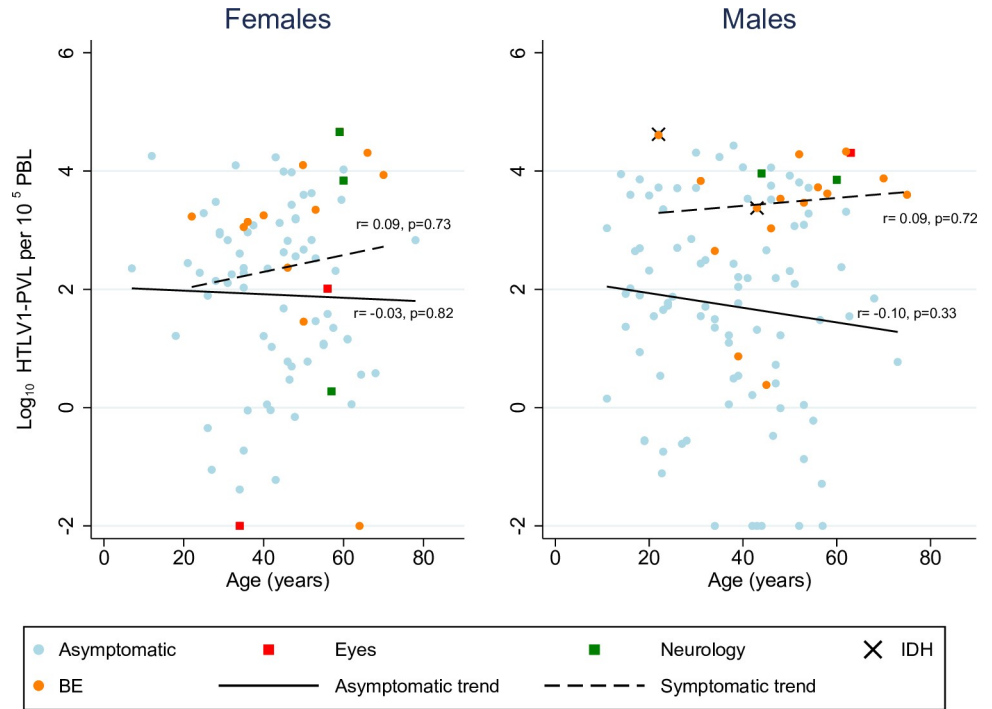 Females
Males
Log₁₀ HTLV1-PVL per 10⁵ PBL
6
4
2
0
-2
r= 0.09, p=0.73
r= -0.03, p=0.82
0 20 40 60 80
Age (years)
6
4
2
0
-2
r= 0.09, p=0.72
r= -0.10, p=0.33
0 20 40 60 80
Age (years)
Asymptomatic Eyes Neurology IDH
BE Asymptomatic trend Symptomatic trend